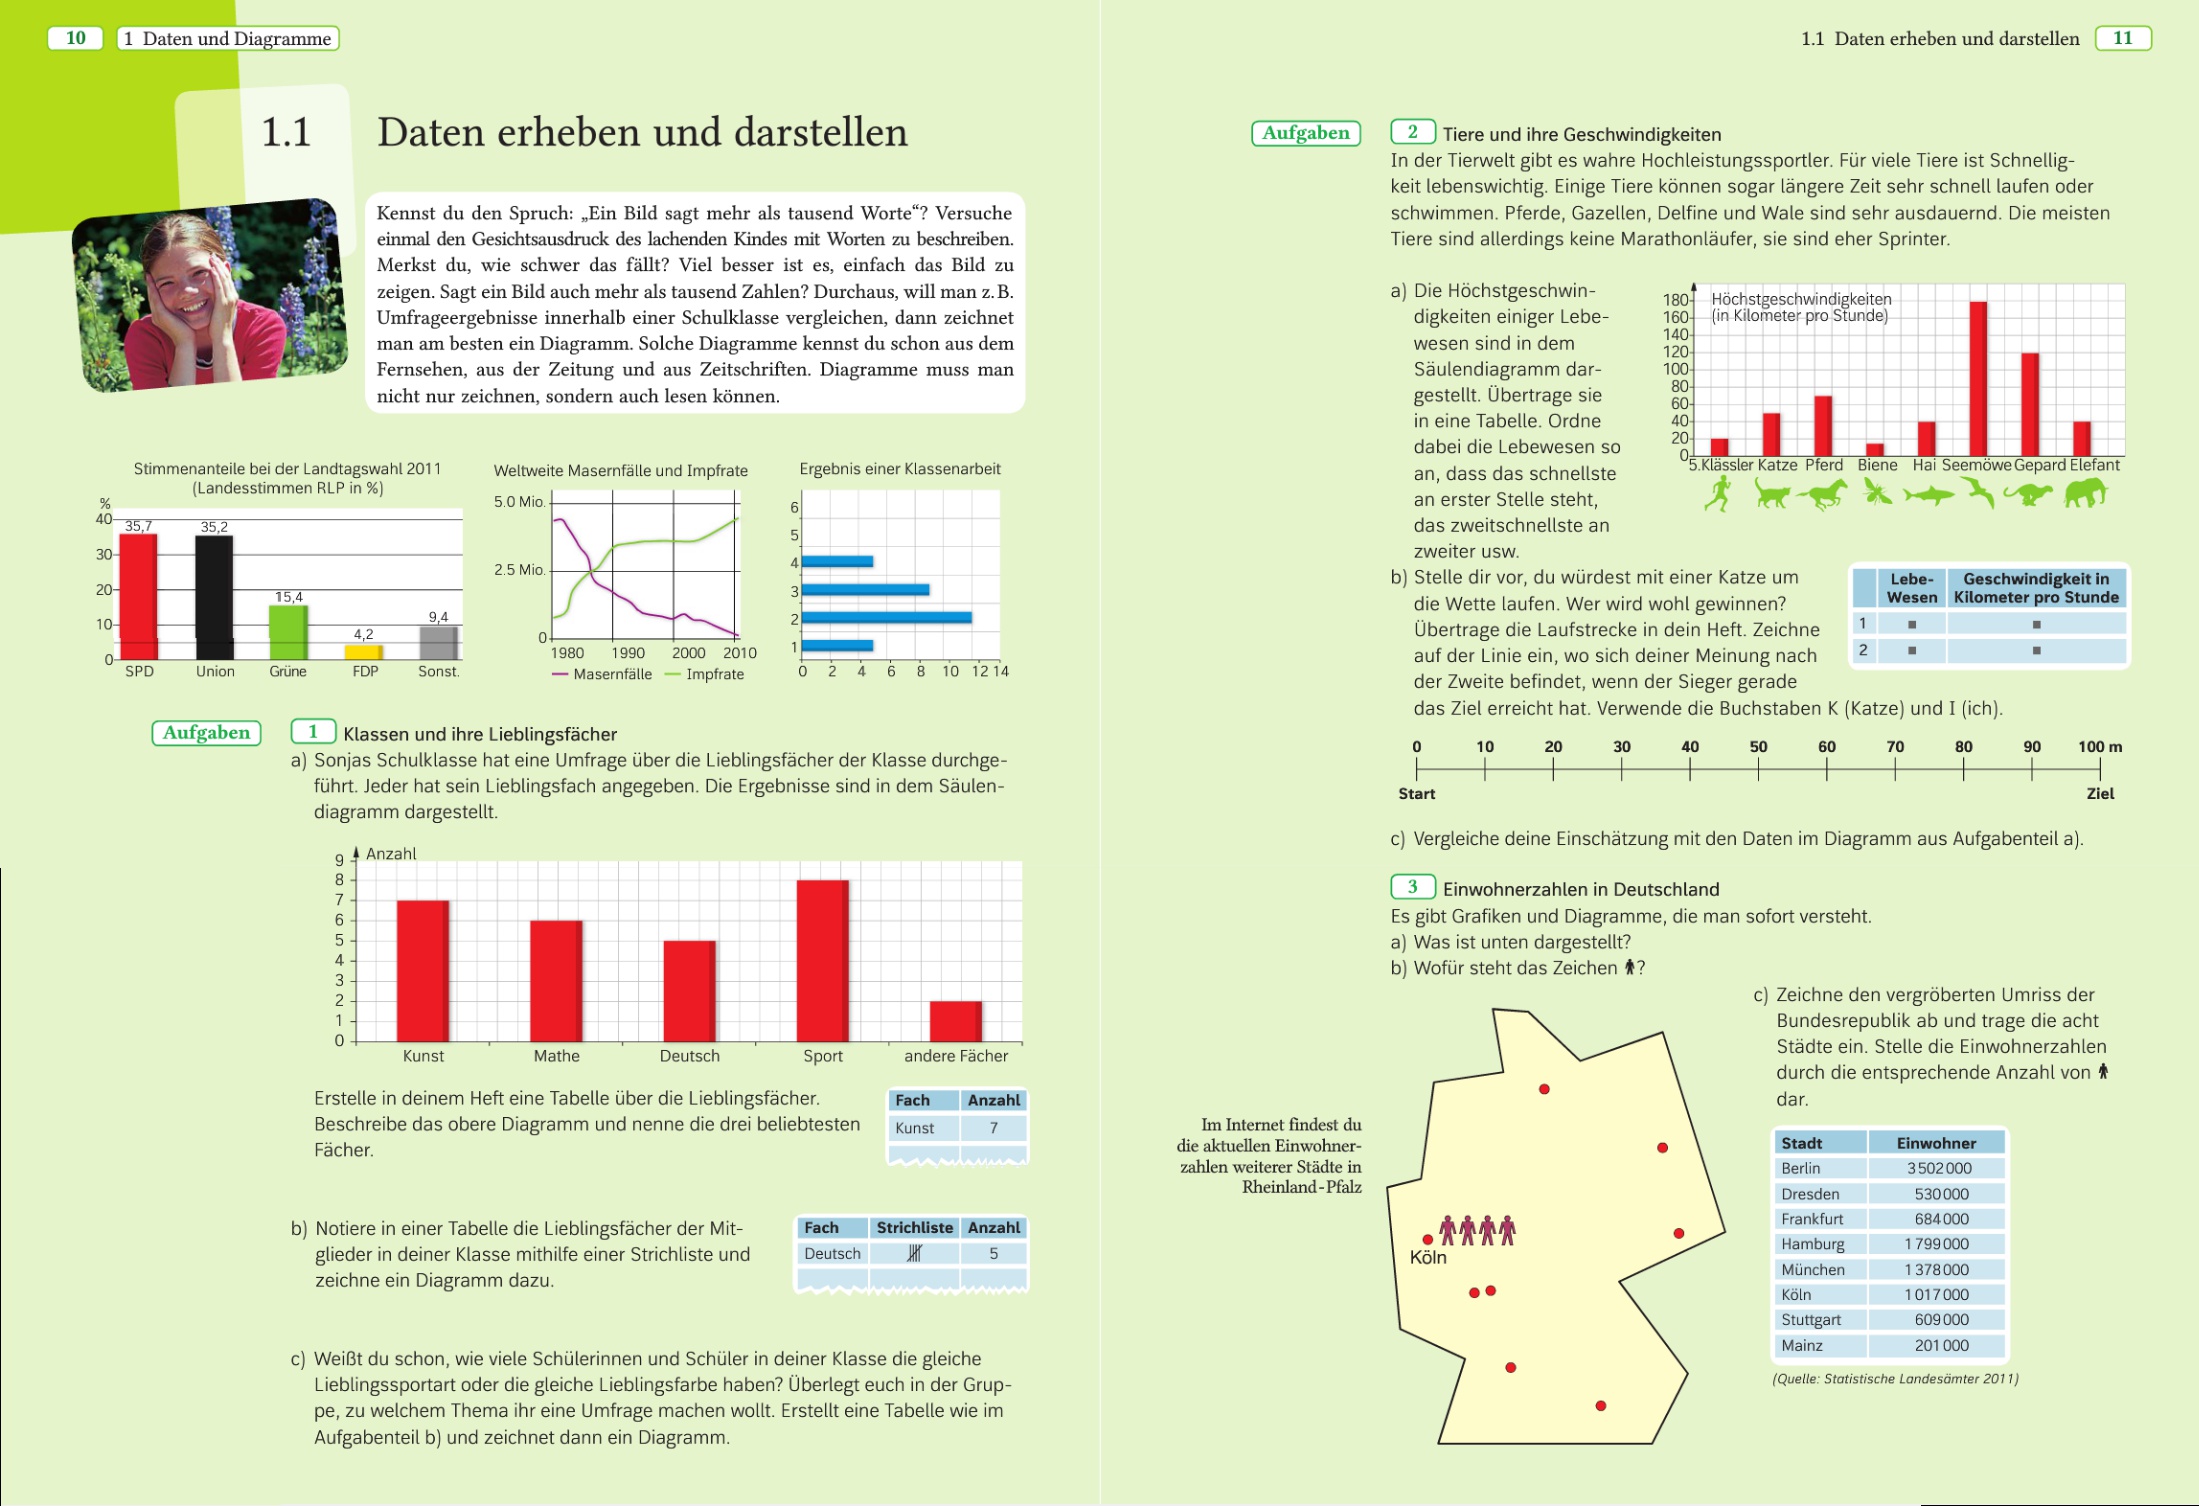 10
1 Daten und Diagramme
1.1 Daten erheben und darstellen
Kennst du den Spruch: „Ein Bild sagt mehr als tausend Worte“? Versuche
einmal den Gesichtsausdruck des lachenden Kindes mit Worten zu beschreiben.
Merkst du, wie schwer das fällt? Viel besser ist es, einfach das Bild zu
zeigen. Sagt ein Bild auch mehr als tausend Zahlen? Durchaus, will man z. B.
Umfrageergebnisse innerhalb einer Schulklasse vergleichen, dann zeichnet
man am besten ein Diagramm. Solche Diagramme kennst du schon aus dem
Fernsehen, aus der Zeitung und aus Zeitschriften. Diagramme muss man
nicht nur zeichnen, sondern auch lesen können.
Stimmenanteile bei der Landtagswahl 2011
(Landesstimmen RLP in %)
%
40
30
20
10
0
35,7
35,2
15,4
4,2
9,4
SPD Union Grüne FDP Sonst.
Weltweite Masernfälle und Impfrate
5.0 Mio.
2.5 Mio.
0
1980 1990 2000 2010
Masernfälle Impfrate
Ergebnis einer Klassenarbeit
6
5
4
3
2
1
0 2 4 6 8 10 12 14
Aufgaben
1 Klassen und ihre Lieblingsfächer
a) Sonjas Schulklasse hat eine Umfrage über die Lieblingsfächer der Klasse durchge-
führt. Jeder hat sein Lieblingsfach angegeben. Die Ergebnisse sind in dem Säulen-
diagramm dargestellt.
Anzahl
9
8
7
6
5
4
3
2
1
0
Kunst Mathe Deutsch Sport andere Fächer
Erstelle in deinem Heft eine Tabelle über die Lieblingsfächer.
Beschreibe das obere Diagramm und nenne die drei beliebtesten
Fächer.
Fach Anzahl
Kunst 7
b) Notiere in einer Tabelle die Lieblingsfächer der Mit-
glieder in deiner Klasse mithilfe einer Strichliste und
zeichne ein Diagramm dazu.
Fach Strichliste Anzahl
Deutsch 5
c) Weißt du schon, wie viele Schülerinnen und Schüler in deiner Klasse die gleiche
Lieblingssportart oder die gleiche Lieblingsfarbe haben? Überlegt euch in der Grup-
pe, zu welchem Thema ihr eine Umfrage machen wollt. Erstellt eine Tabelle wie im
Aufgabenteil b) und zeichnet dann ein Diagramm.
1.1 Daten erheben und darstellen
11
Aufgaben
2 Tiere und ihre Geschwindigkeiten
In der Tierwelt gibt es wahre Hochleistungssportler. Für viele Tiere ist Schnellig-
keit lebenswichtig. Einige Tiere können sogar längere Zeit sehr schnell laufen oder
schwimmen. Pferde, Gazellen, Delfine und Wale sind sehr ausdauernd. Die meisten
Tiere sind allerdings keine Marathonläufer, sie sind eher Sprinter.
a) Die Höchstgeschwin-
digkeiten einiger Lebe-
wesen sind in dem
Säulendiagramm dar-
gestellt. Übertrage sie
in eine Tabelle. Ordne
dabei die Lebewesen so
an, dass das schnellste
an erster Stelle steht,
das zweitschnellste an
zweiter usw.
Höchstgeschwindigkeiten
(in Kilometer pro Stunde)
180
160
140
120
100
80
60
40
20
0
5.Klässler Katze Pferd Biene Hai Seemöwe Gepard Elefant
b) Stelle dir vor, du würdest mit einer Katze um
die Wette laufen. Wer wird wohl gewinnen?
Übertrage die Laufstrecke in dein Heft. Zeichne
auf der Linie ein, wo sich deiner Meinung nach
der Zweite befindet, wenn der Sieger gerade
das Ziel erreicht hat. Verwende die Buchstaben K (Katze) und I (ich).
Lebe- Geschwindigkeit in
Wesen Kilometer pro Stunde
1 ■ ■
2 ■ ■
0 10 20 30 40 50 60 70 80 90 100 m
Start Ziel
c) Vergleiche deine Einschätzung mit den Daten im Diagramm aus Aufgabenteil a).
3 Einwohnerzahlen in Deutschland
Es gibt Grafiken und Diagramme, die man sofort versteht.
a) Was ist unten dargestellt?
b) Wofür steht das Zeichen ?
Im Internet findest du
die aktuellen Einwohner-
zahlen weiterer Städte in
Rheinland-Pfalz
Köln
c) Zeichne den vergröberten Umriss der
Bundesrepublik ab und trage die acht
Städte ein. Stelle die Einwohnerzahlen
durch die entsprechende Anzahl von
dar.
Stadt Einwohner
Berlin 3 502 000
Dresden 530 000
Frankfurt 684 000
Hamburg 1 799 000
München 1 378 000
Köln 1 017 000
Stuttgart 609 000
Mainz 201 000
(Quelle: Statistische Landesämter 2011)